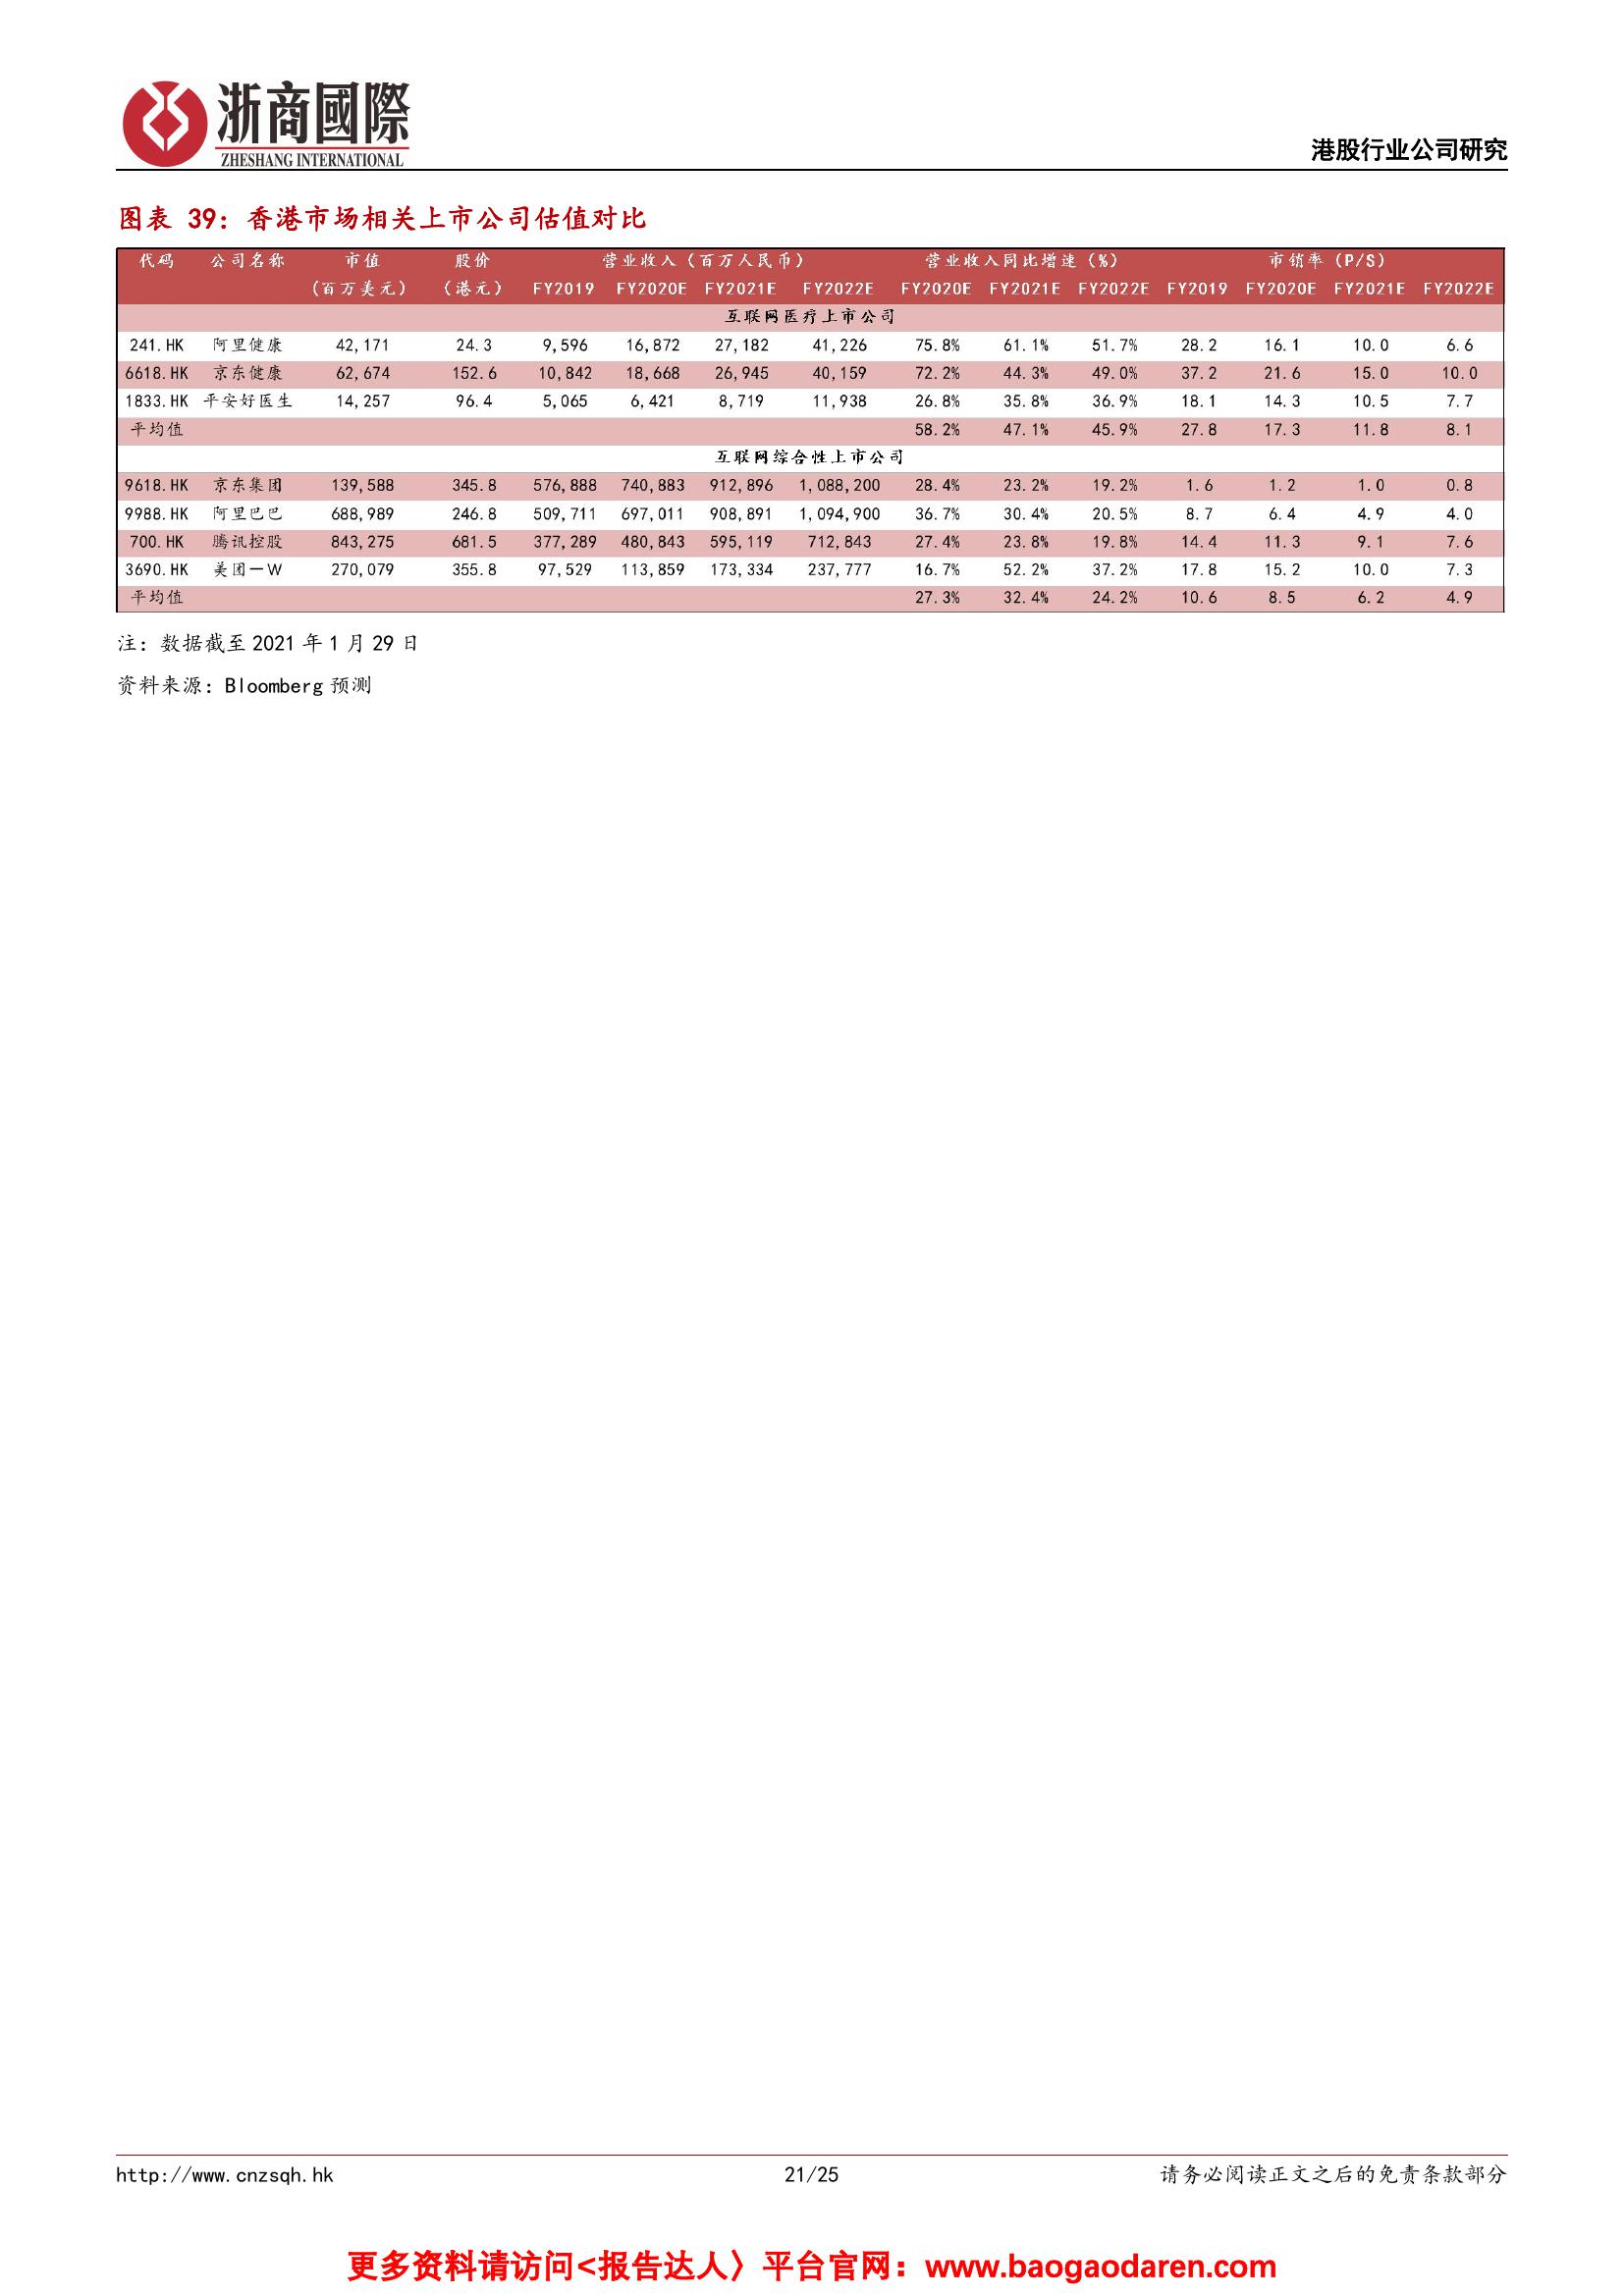 浙商國際
ZHESHANG INTERNATIONAL
港股行业公司研究
图表 39：香港市场相关上市公司估值对比
代码 公司名称 市值 股价 营业收入（百万人民币） 营业收入同比增速（%） 市销率（P/S）
（百万美元） （港元） FY2019 FY2020E FY2021E FY2022E FY2020E FY2021E FY2022E FY2019 FY2020E FY2021E FY2022E
互联网医疗上市公司
241.HK 阿里健康 42,171 24.3 9,596 16,872 27,182 41,226 75.8% 61.1% 51.7% 28.2 16.1 10.0 6.6
6618.HK 京东健康 62,674 152.6 10,842 18,668 26,945 40,159 72.2% 44.3% 49.0% 37.2 21.6 15.0 10.0
1833.HK 平安好医生 14,257 96.4 5,065 6,421 8,719 11,938 26.8% 35.8% 36.9% 18.1 14.3 10.5 7.7
平均值 58.2% 47.1% 45.9% 27.8 17.3 11.8 8.1
互联网综合性上市公司
9618.HK 京东集团 139,588 345.8 576,888 740,883 912,896 1,088,200 28.4% 23.2% 19.2% 1.6 1.2 1.0 0.8
9988.HK 阿里巴巴 688,989 246.8 509,711 697,011 908,891 1,094,900 36.7% 30.4% 20.5% 8.7 6.4 4.9 4.0
700.HK 腾讯控股 843,275 681.5 377,289 480,843 595,119 712,843 27.4% 23.8% 19.8% 14.4 11.3 9.1 7.6
3690.HK 美团－W 270,079 355.8 97,529 113,859 173,334 237,777 16.7% 52.2% 37.2% 17.8 15.2 10.0 7.3
平均值 27.3% 32.4% 24.2% 10.6 8.5 6.2 4.9
注：数据截至 2021 年 1 月 29 日
资料来源：Bloomberg 预测
http://www.cnzsqh.hk 21/25 请务必阅读正文之后的免责条款部分
更多资料请访问<报告达人〉平台官网：www.baogaodaren.com